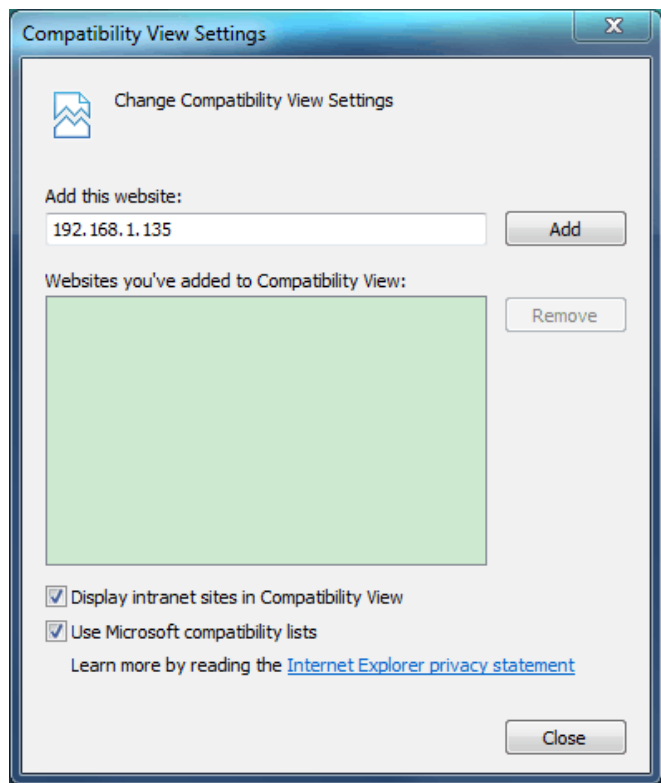 Compatibility View Settings
Change Compatibility View Settings
Add this website:
192.168.1.135
Add
Websites you've added to Compatibility View:
Remove
Display intranet sites in Compatibility View
Use Microsoft compatibility lists
Learn more by reading the Internet Explorer privacy statement
Close